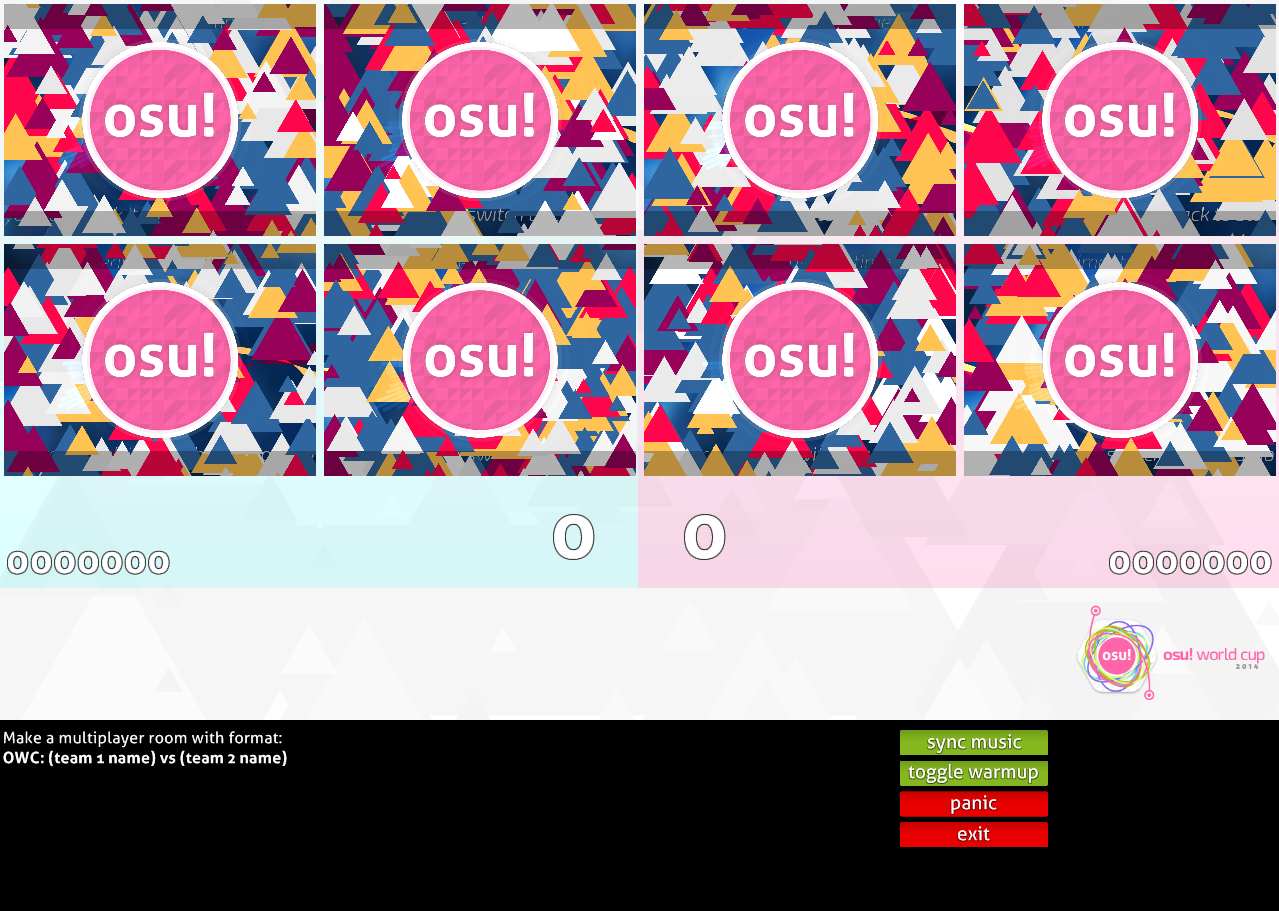 osu!
osu!
osu!
osu!
osu!
osu!
osu!
osu!
0
0
0000000
0000000
osu!
osu! world cup
2014
Make a multiplayer room with format:
OWC: (team 1 name) vs (team 2 name)
sync music
toggle warmup
panic
exit